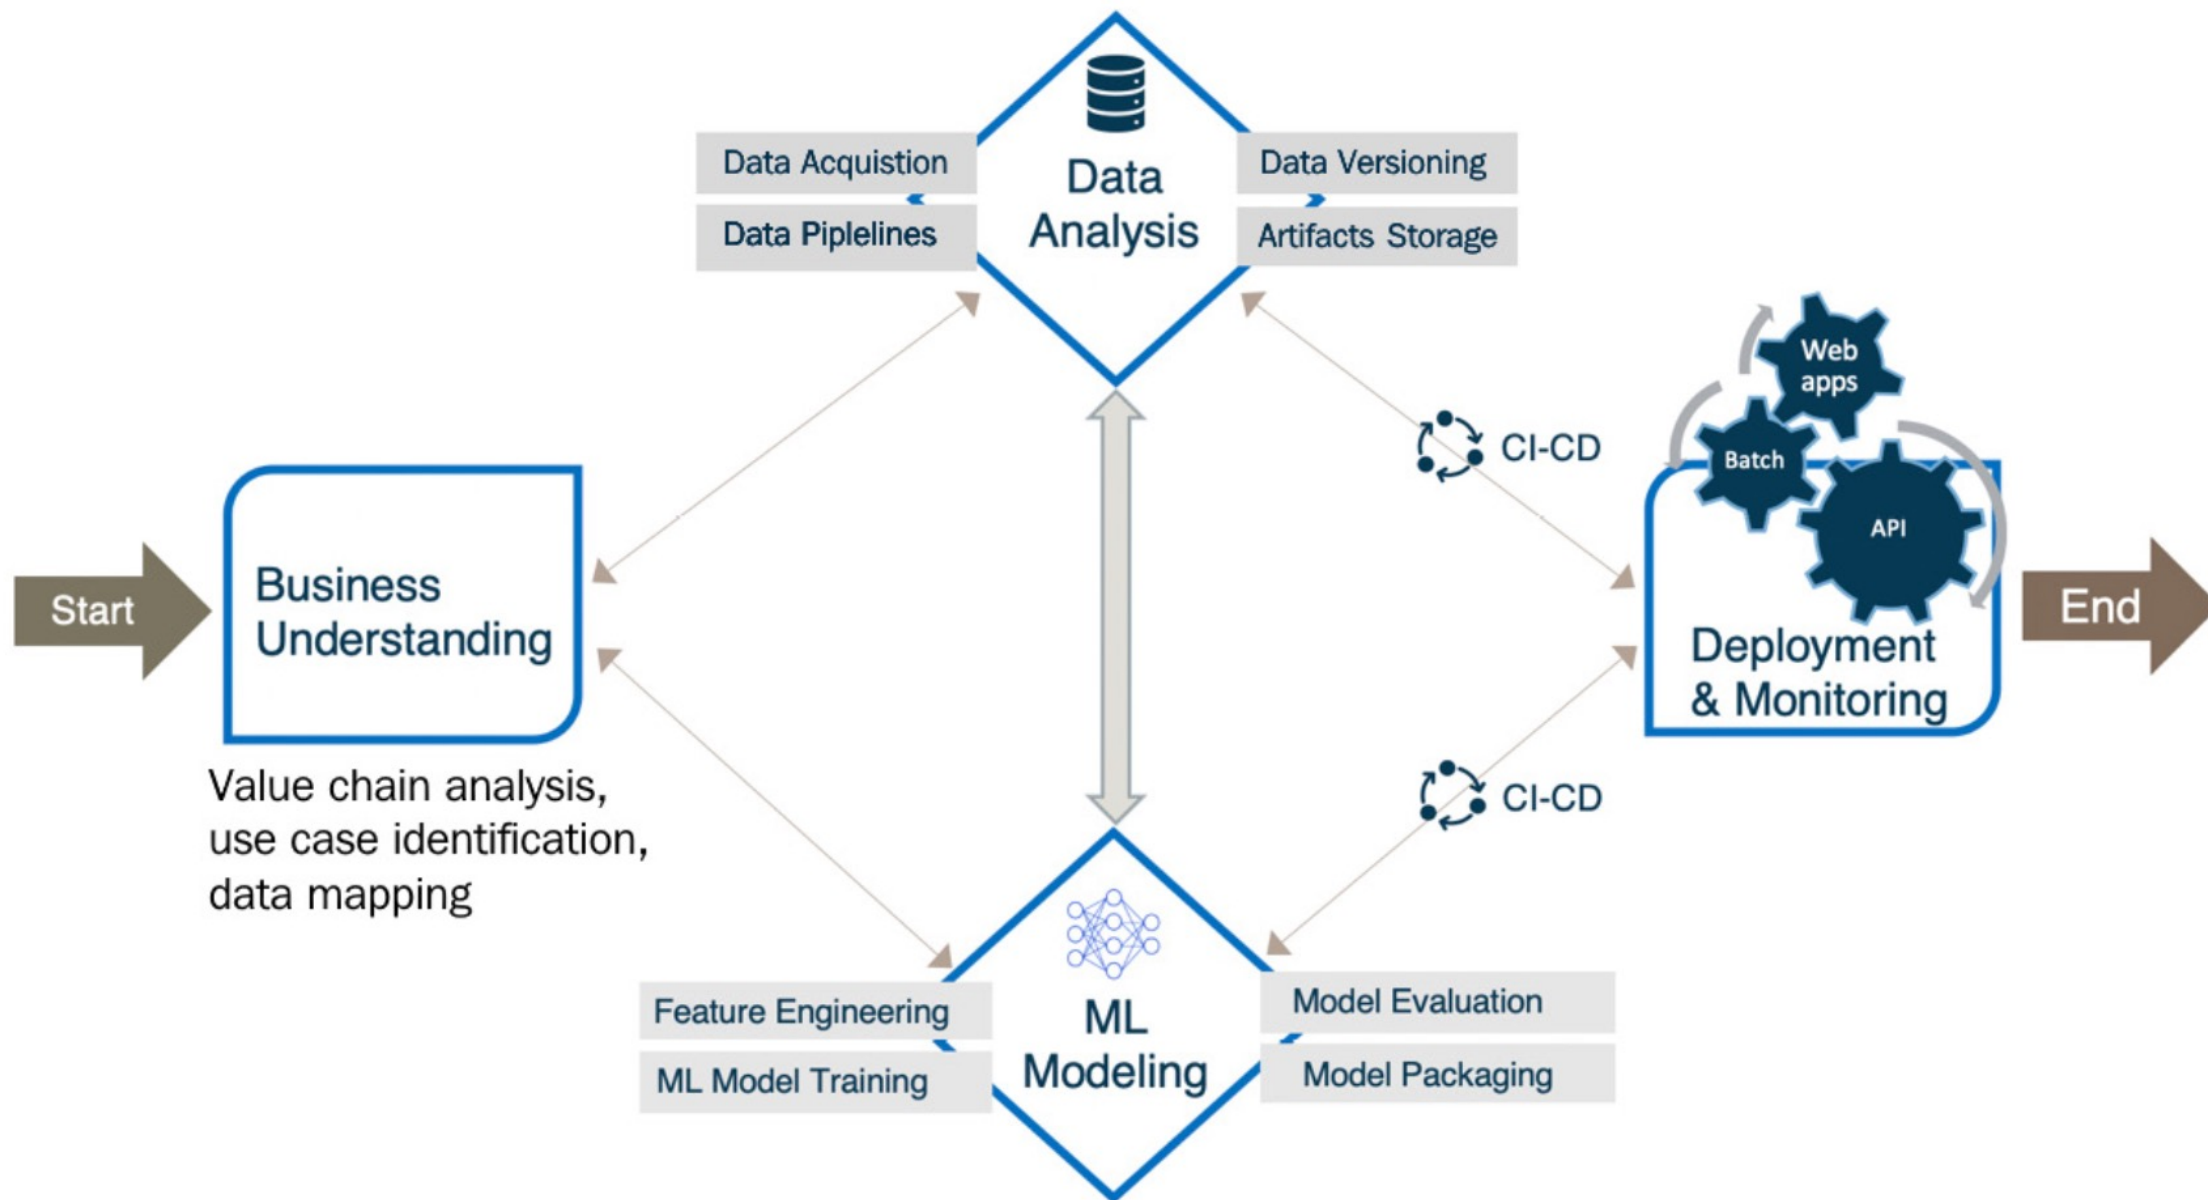 Data
Analysis
Data Acquistion
Data Piplelines
Data Versioning
Artifacts Storage
Start
Business
Understanding
Value chain analysis,
use case identification,
data mapping
CI-CD
CI-CD
Web
apps
Batch
API
Deployment
& Monitoring
End
ML
Modeling
Feature Engineering
ML Model Training
Model Evaluation
Model Packaging